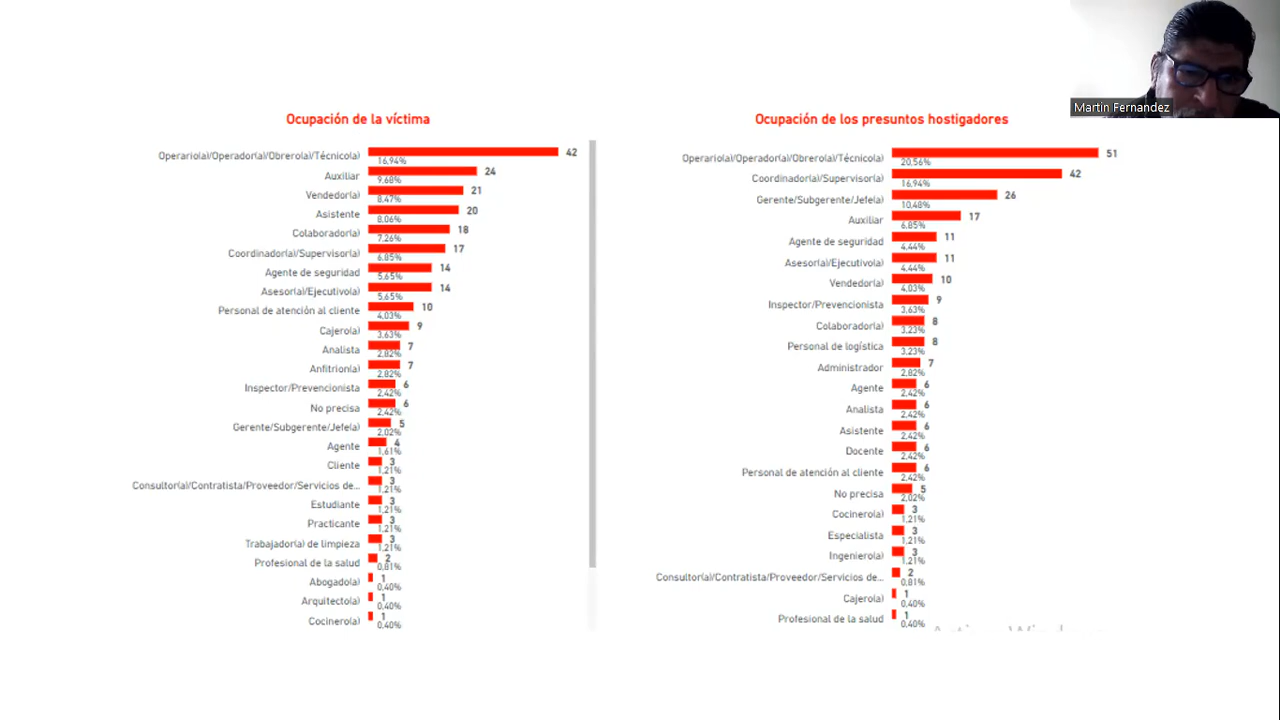 Martin Fernandez
Ocupación de la víctima
Operario(a)/Operador(a)/Obrero(a)/Técnico(a) 42
16,94%
Auxiliar 24
9,68%
Vendedor(a) 21
8,47%
Asistente 20
8,06%
Colaborador(a) 18
7,26%
Coordinador(a)/Supervisor(a) 17
6,85%
Agente de seguridad 14
5,65%
Asesor(a)/Ejecutivo(a) 14
5,65%
Personal de atención al cliente 10
4,03%
Cajero(a) 9
3,63%
Analista 7
2,82%
Anfitrión(a) 7
2,82%
Inspector/Prevencionista 6
2,42%
No precisa 6
2,42%
Gerente/Subgerente/Jefe(a) 5
2,02%
Agente 4
1,61%
Cliente 3
1,21%
Consultor(a)/Contratista/Proveedor/Servicios de... 3
1,21%
Estudiante 3
1,21%
Practicante 3
1,21%
Trabajador(a) de limpieza 3
1,21%
Profesional de la salud 2
0,81%
Abogado(a) 1
0,40%
Arquitecto(a) 1
0,40%
Cocinero(a) 1
0,40%
Ocupación de los presuntos hostigadores
Operario(a)/Operador(a)/Obrero(a)/Técnico(a) 51
20,56%
Coordinador(a)/Supervisor(a) 42
16,94%
Gerente/Subgerente/Jefe(a) 26
10,48%
Auxiliar 17
6,85%
Agente de seguridad 11
4,44%
Asesor(a)/Ejecutivo(a) 11
4,44%
Vendedor(a) 10
4,03%
Inspector/Prevencionista 9
3,63%
Colaborador(a) 8
3,23%
Personal de logística 8
3,23%
Administrador 7
2,82%
Agente 6
2,42%
Analista 6
2,42%
Asistente 6
2,42%
Docente 6
2,42%
Personal de atención al cliente 6
2,42%
No precisa 5
2,02%
Cocinero(a) 3
1,21%
Especialista 3
1,21%
Ingeniero(a) 3
1,21%
Consultor(a)/Contratista/Proveedor/Servicios de... 2
0,81%
Cajero(a) 1
0,40%
Profesional de la salud 1
0,40%